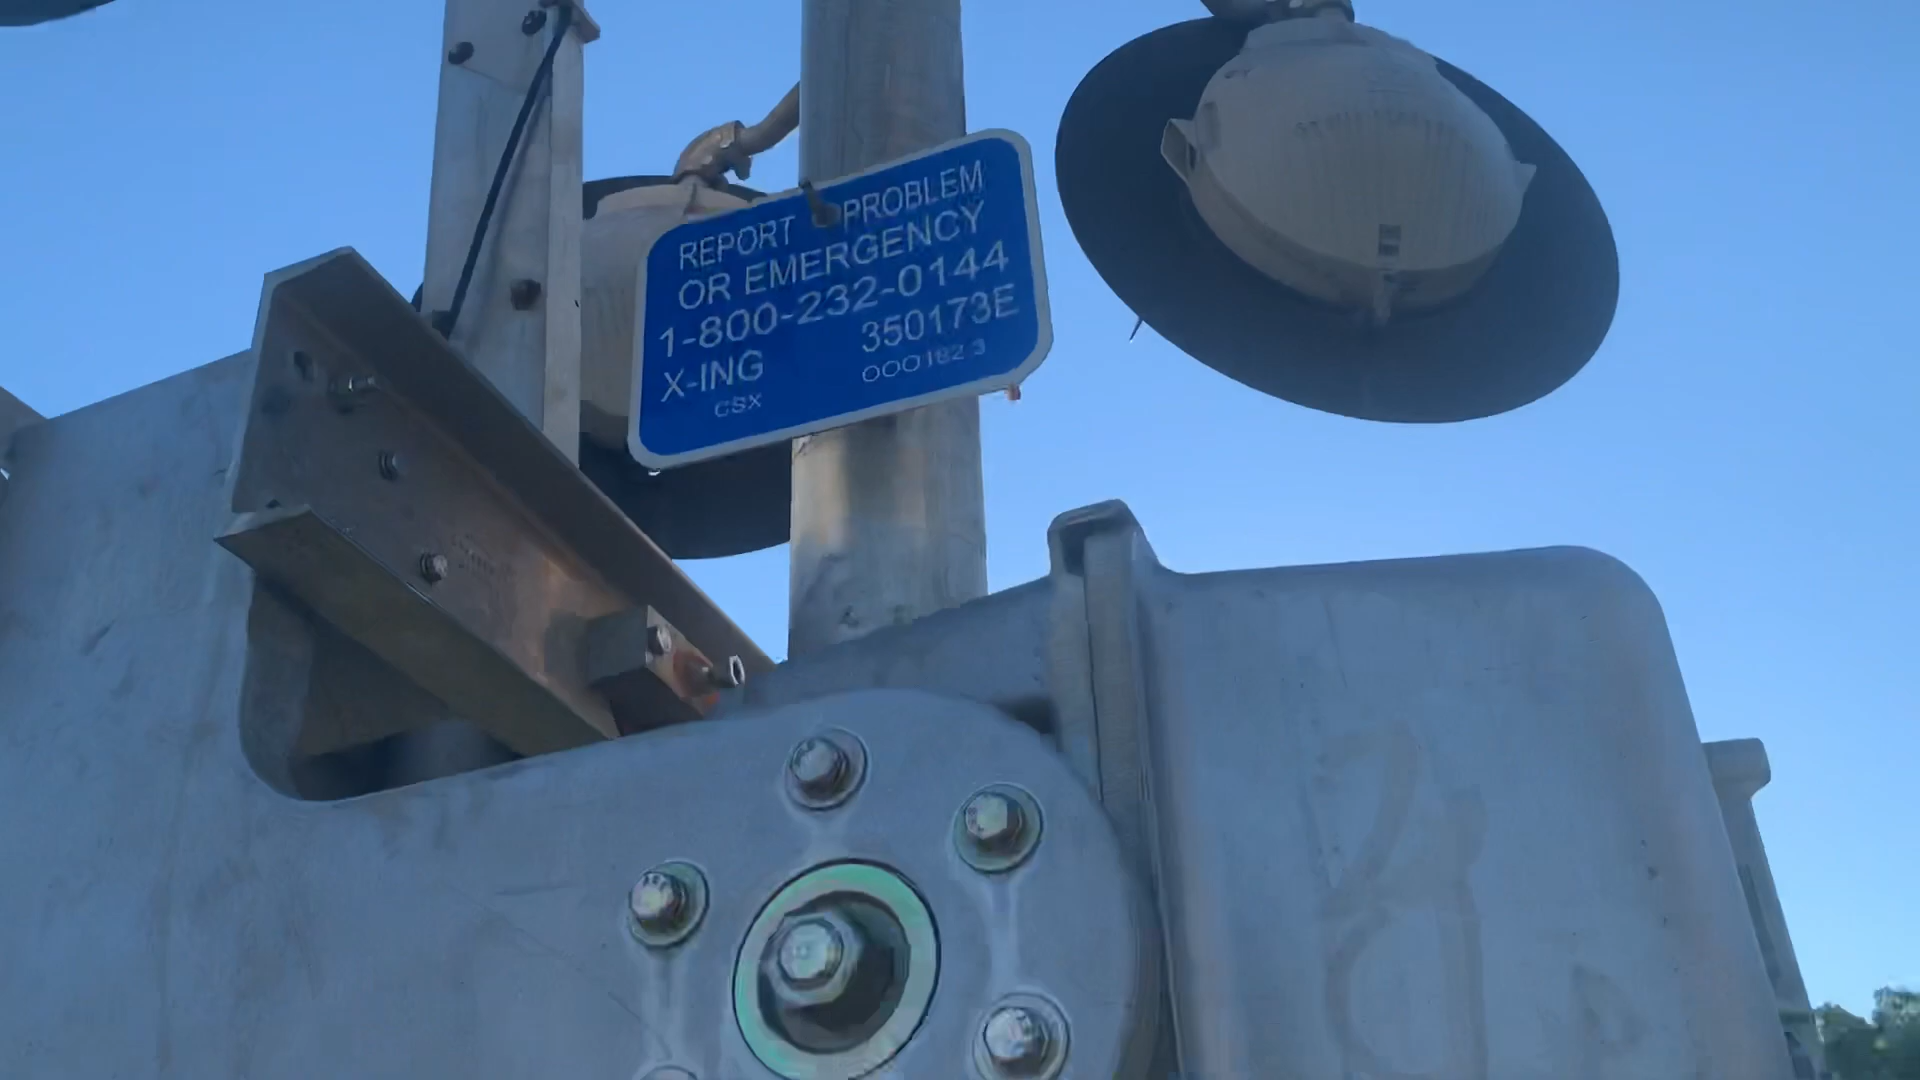 REPORT PROBLEM
OR EMERGENCY
1-800-232-0144
X-ING 350173E
CSX